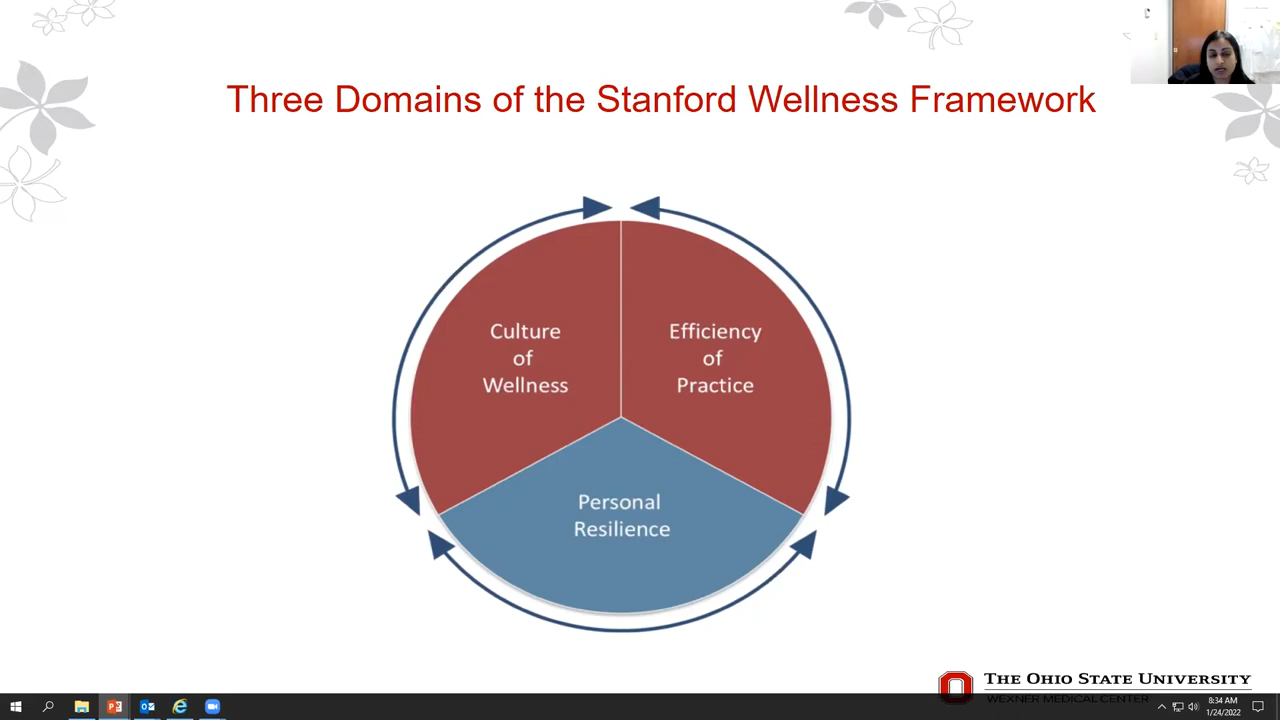 Three Domains of the Stanford Wellness Framework
Culture
of
Wellness
Efficiency
of
Practice
Personal
Resilience
THE OHIO STATE UNIVERSITY
WEXNER MEDICAL CENTER
8:34 AM
1/24/2022